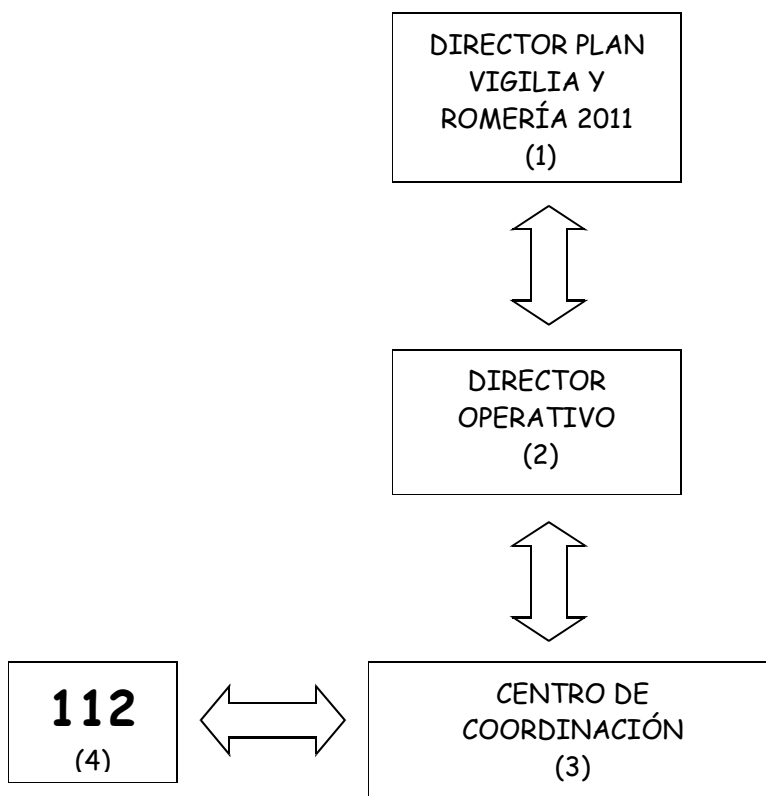 DIRECTOR PLAN
VIGILIA Y
ROMERÍA 2011
(1)
DIRECTOR
OPERATIVO
(2)
112
(4)
CENTRO DE
COORDINACIÓN
(3)